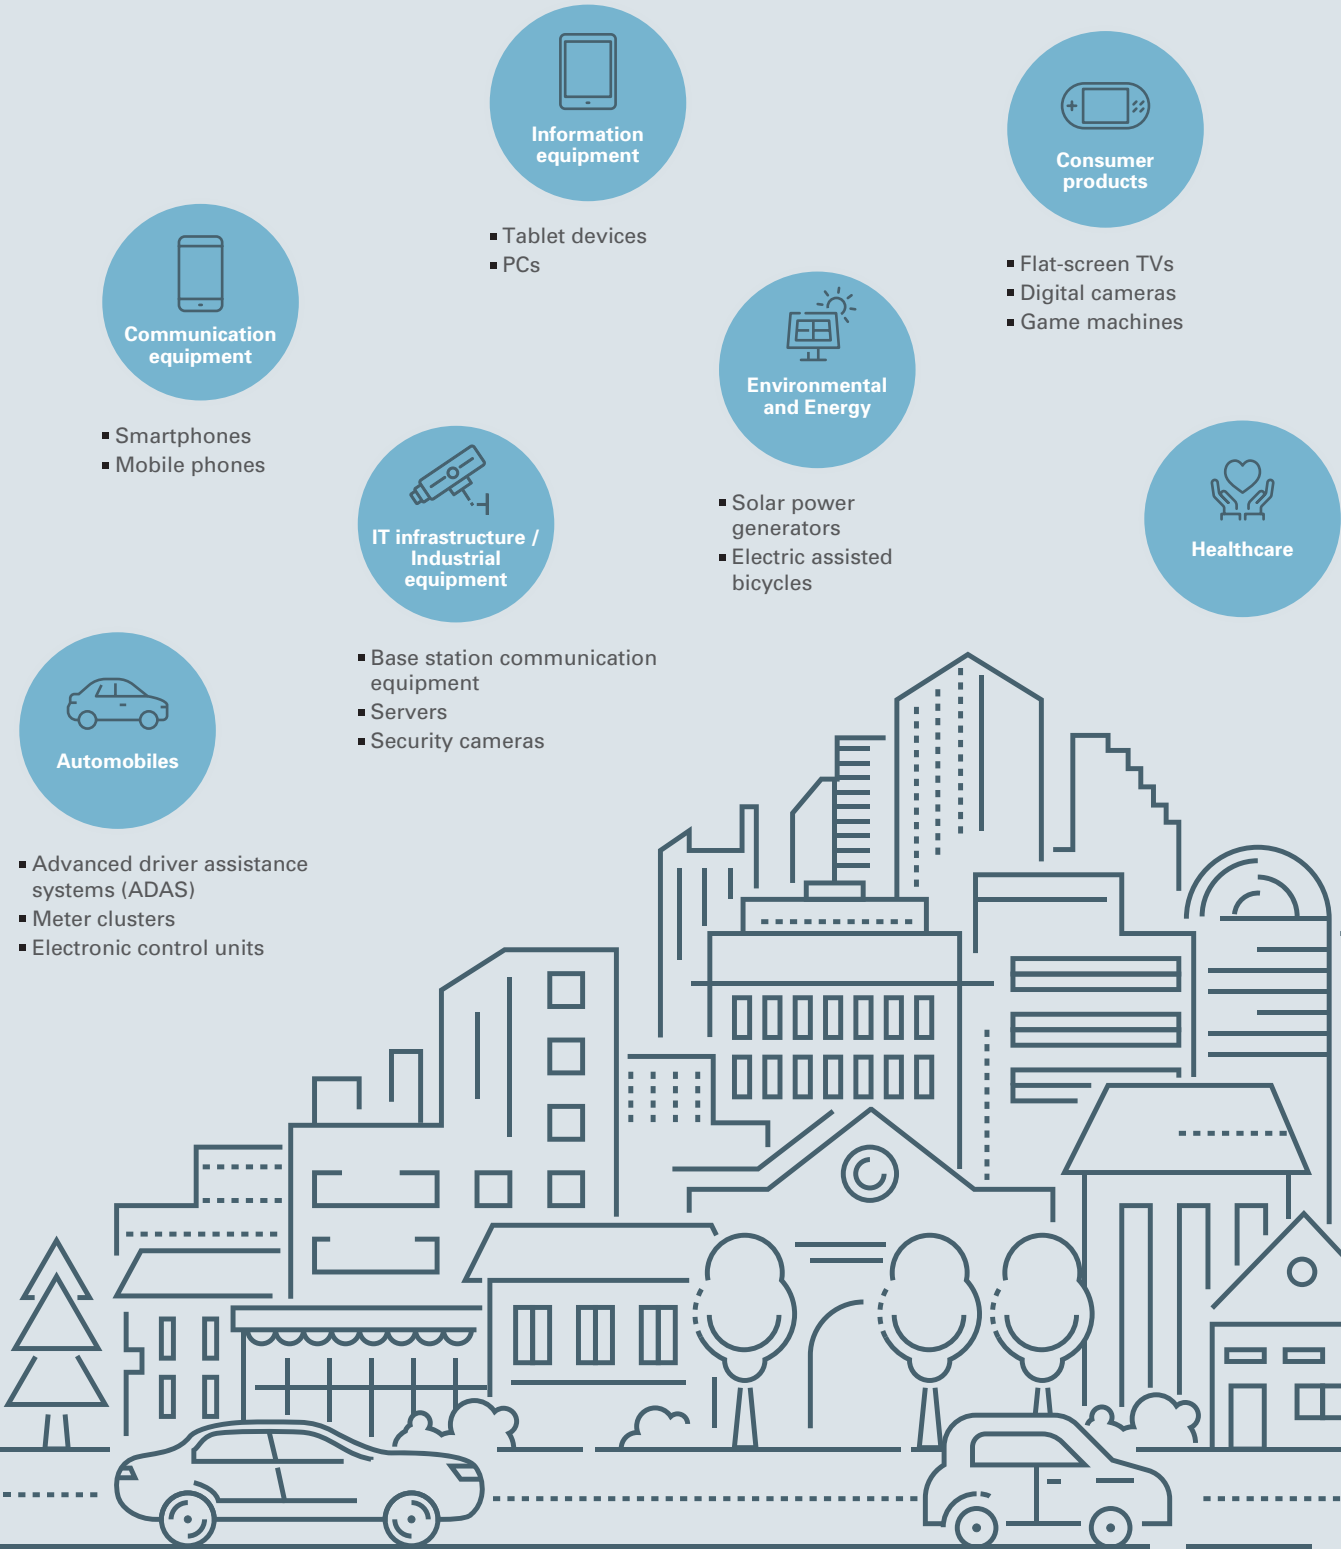 Information
equipment
▪ Tablet devices
▪ PCs
Consumer
products
▪ Flat-screen TVs
▪ Digital cameras
▪ Game machines
Communication
equipment
▪ Smartphones
▪ Mobile phones
Environmental
and Energy
▪ Solar power
generators
▪ Electric assisted
bicycles
IT infrastructure /
Industrial
equipment
▪ Base station communication
equipment
▪ Servers
▪ Security cameras
Healthcare
Automobiles
▪ Advanced driver assistance
systems (ADAS)
▪ Meter clusters
▪ Electronic control units